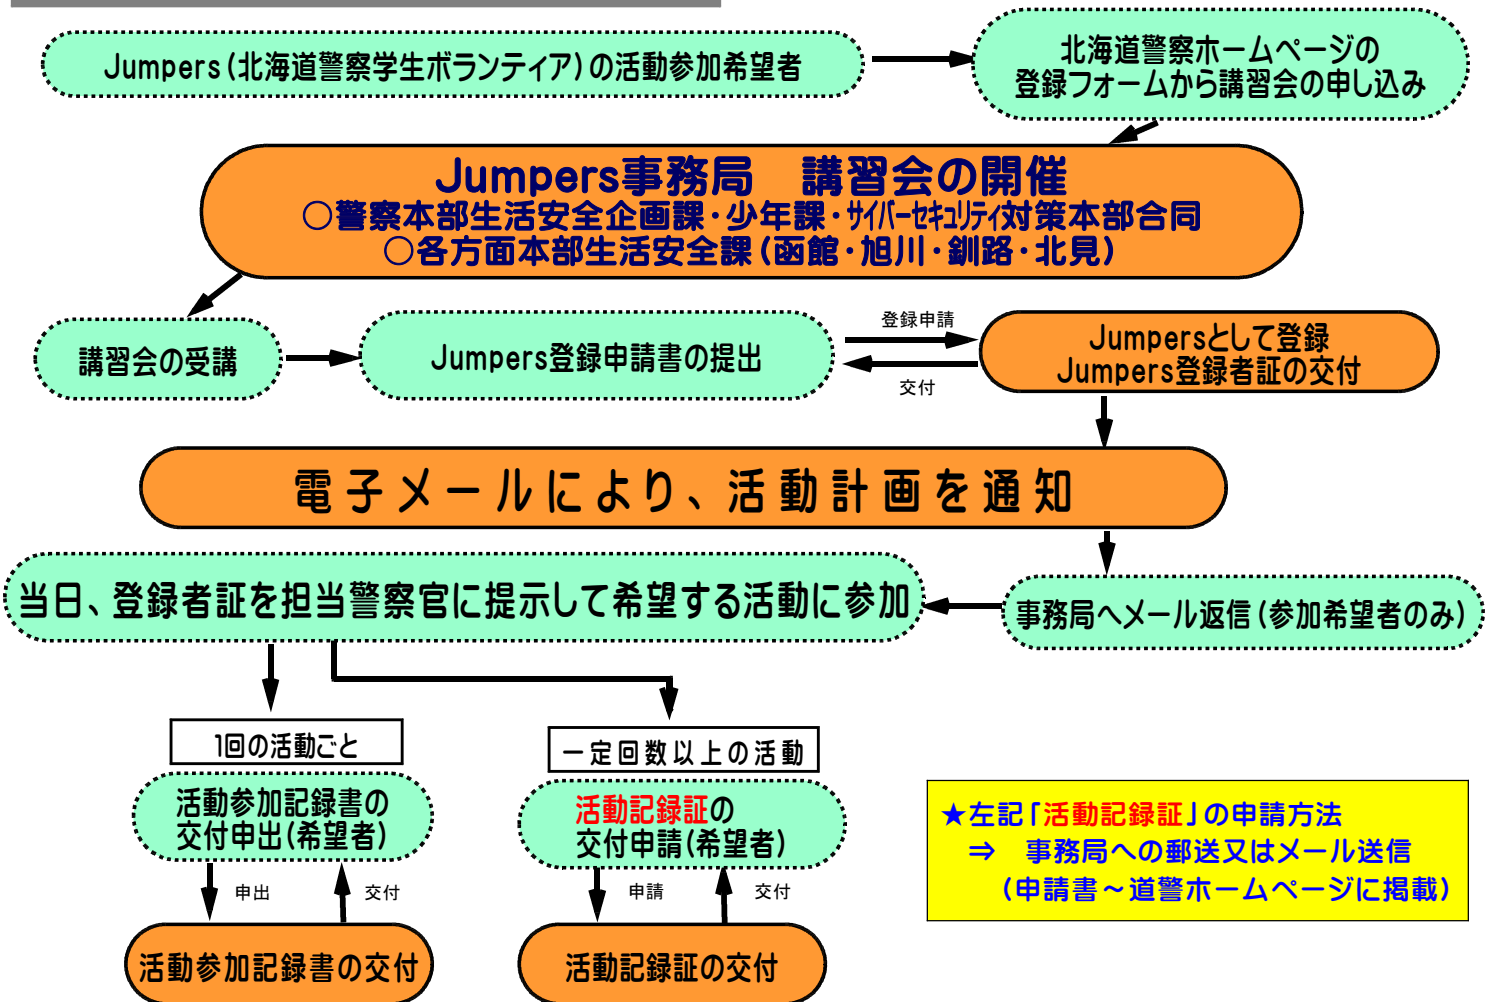 Jumpers(北海道警察学生ボランティア)の活動参加希望者
北海道警察ホームページの
登録フォームから講習会の申し込み
Jumpers事務局　講習会の開催
○警察本部生活安全企画課・少年課・サイバーセキュリティ対策本部合同
○各方面本部生活安全課(函館・旭川・釧路・北見)
講習会の受講
Jumpers登録申請書の提出
登録申請
交付
Jumpersとして登録
Jumpers登録者証の交付
電子メールにより、活動計画を通知
当日、登録者証を担当警察官に提示して希望する活動に参加
事務局へメール返信(参加希望者のみ)
1回の活動ごと
一定回数以上の活動
活動参加記録書の
交付申出(希望者)
活動記録証の
交付申請(希望者)
★左記「活動記録証」の申請方法
⇒　事務局への郵送又はメール送信
(申請書～道警ホームページに掲載)
申出
交付
申請
交付
活動参加記録書の交付
活動記録証の交付